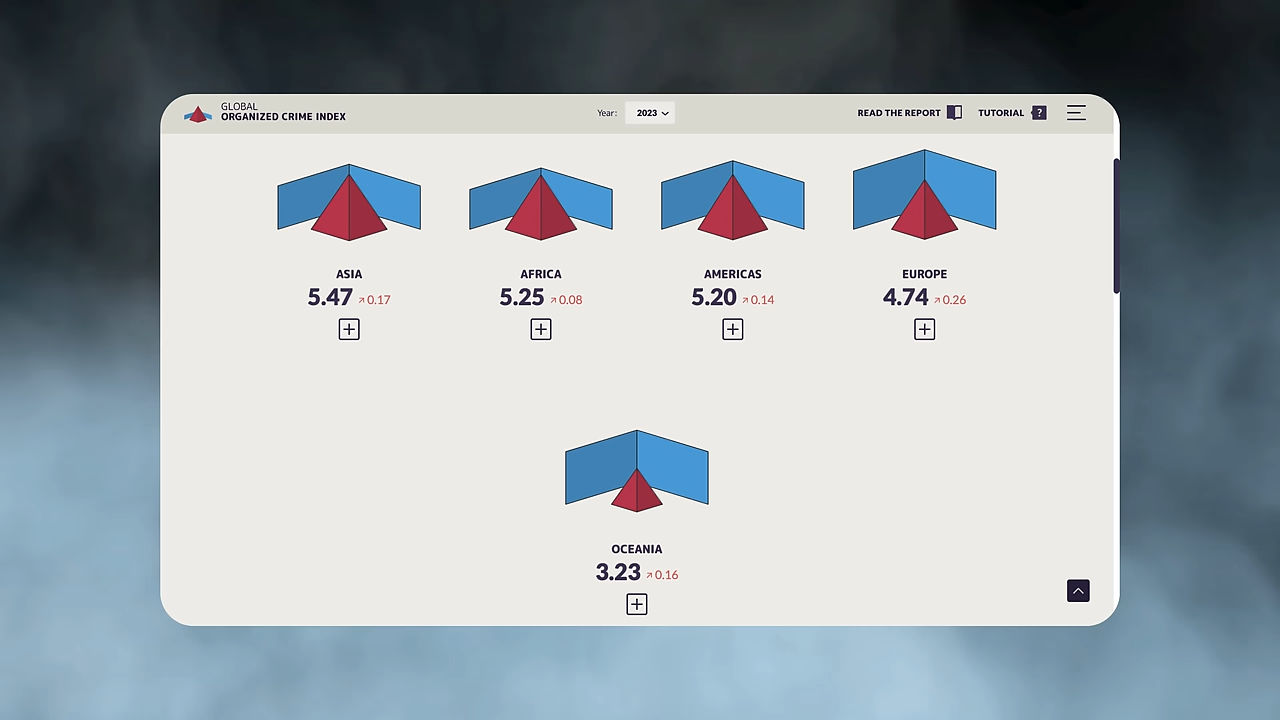 GLOBAL
ORGANIZED CRIME INDEX
Year: 2023
READ THE REPORT
TUTORIAL ?
ASIA
5.47 ↗0.17
AFRICA
5.25 ↗0.08
AMERICAS
5.20 ↗0.14
EUROPE
4.74 ↗0.26
OCEANIA
3.23 ↗0.16